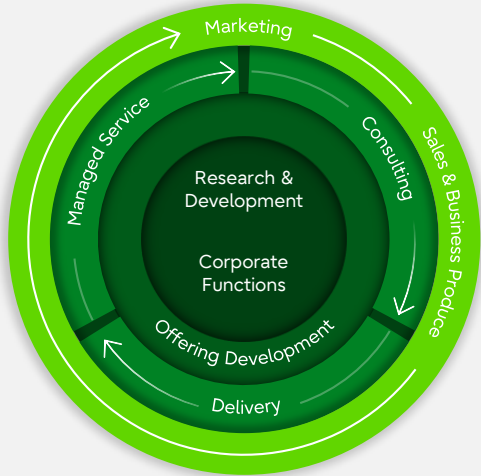 Marketing
Sales & Business Produce
Consulting
Managed Service
Research &
Development
Corporate
Functions
Offering Development
Delivery